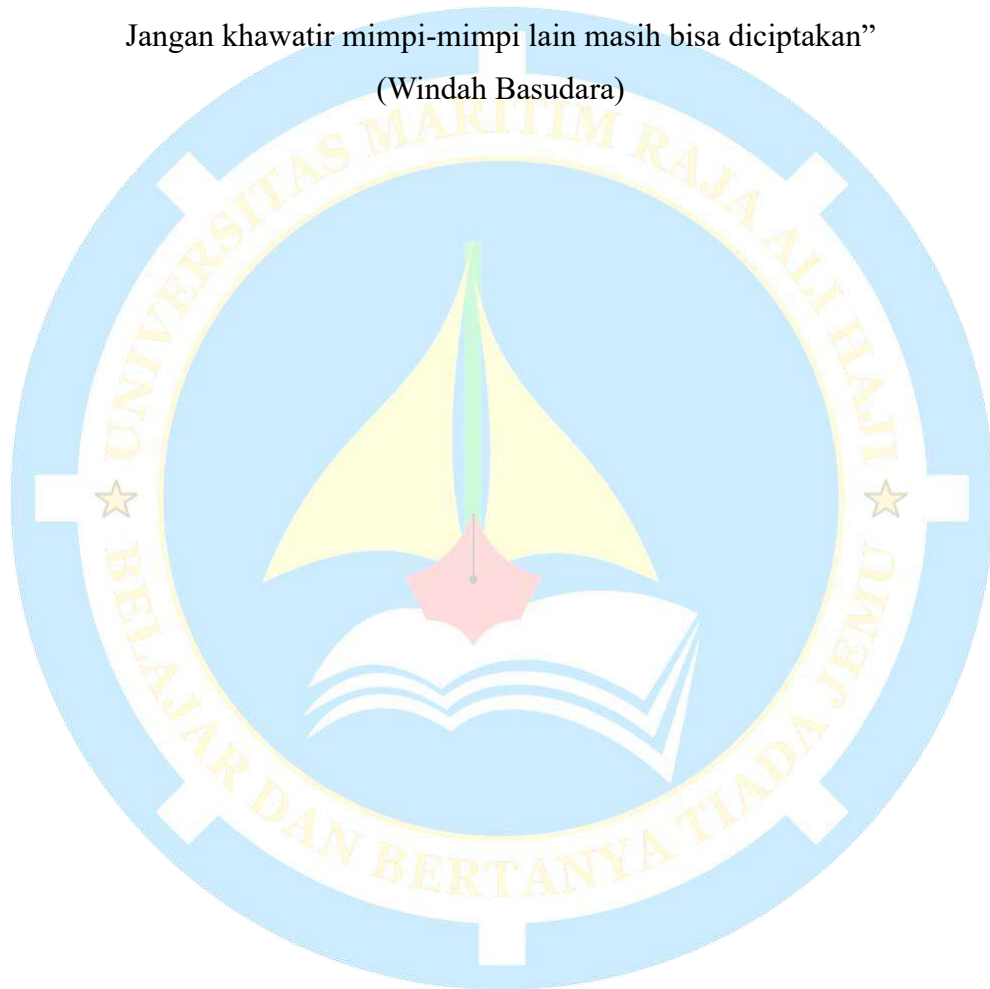 Jangan khawatir mimpi-mimpi lain masih bisa diciptakan”
(Windah Basudara)
UNIVERSITAS MARITIM RAJA ALI HAJI
BELAJAR DAN BERTANYA TIADA JEMU